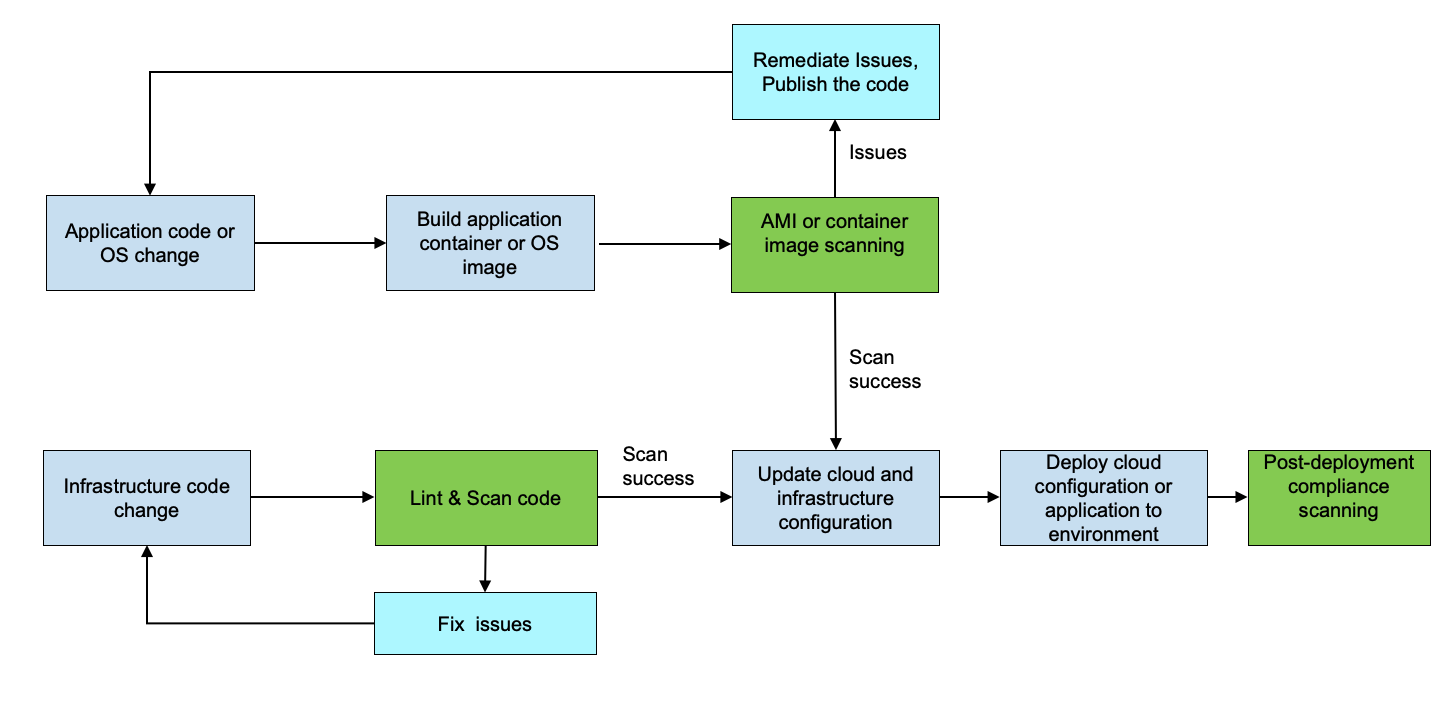 Remediate Issues,
Publish the code
Issues
Application code or
OS change
Build application
container or OS
image
AMI or container
image scanning
Scan
success
Infrastructure code
change
Lint & Scan code
Scan
success
Update cloud and
infrastructure
configuration
Deploy cloud
configuration or
application to
environment
Post-deployment
compliance
scanning
Fix  issues